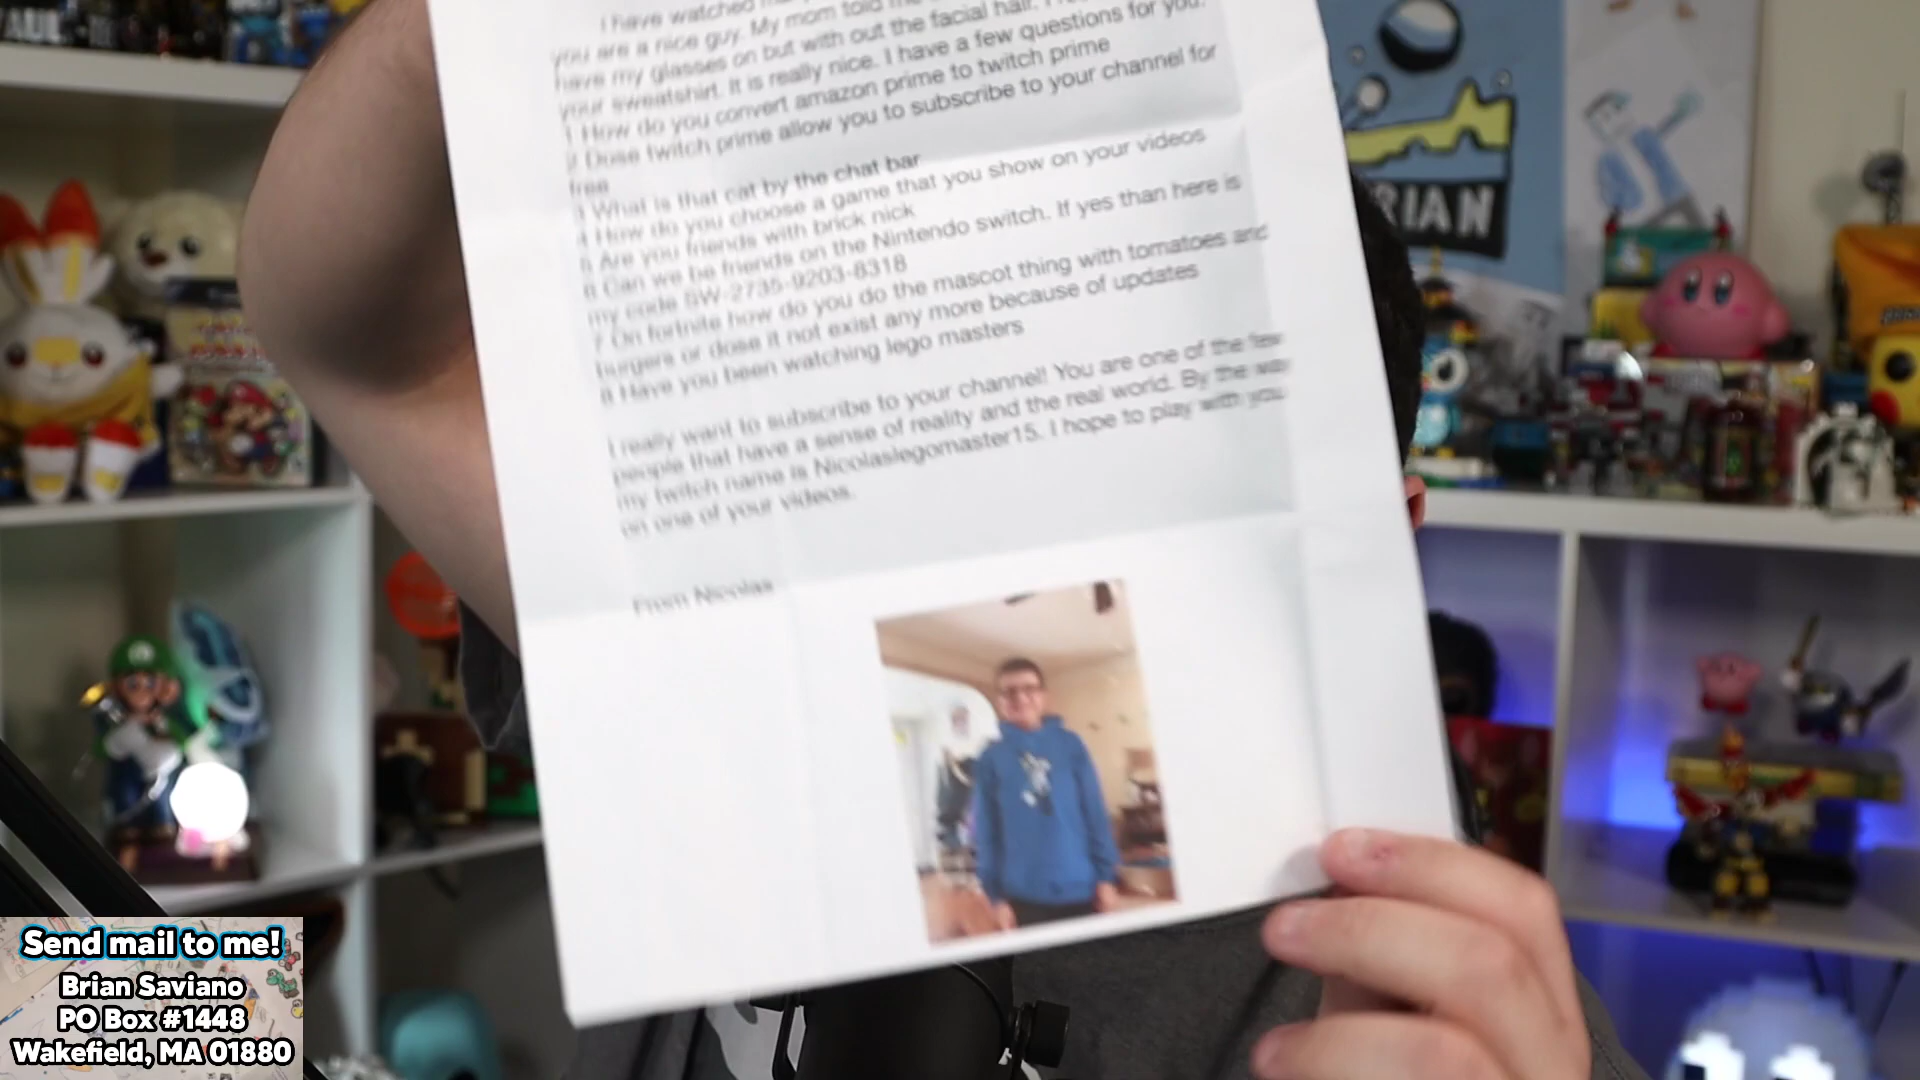 I have watched
you are a nice guy. My mom told me
have my glasses on but with out the facial hair. I
your sweatshirt. It is really nice. I have a few questions for you.
1 How do you convert amazon prime to twitch prime
2 Dose twitch prime allow you to subscribe to your channel for
free
3 What is that cat by the chat bar
4 How do you choose a game that you show on your videos
5 Are you friends with brick nick
6 Can we be friends on the Nintendo switch. If yes than here is
my code SW-2735-9203-8318
7 On fortnite how do you do the mascot thing with tomatoes and
burgers or dose it not exist any more because of updates
8 Have you been watching lego masters
I really want to subscribe to your channel! You are one of the few
people that have a sense of reality and the real world. By the way
my twitch name is Nicolaslegomaster15. I hope to play with you
on one of your videos.
From Nicolas
RIAN
Send mail to me!
Brian Saviano
PO Box #1448
Wakefield, MA 01880